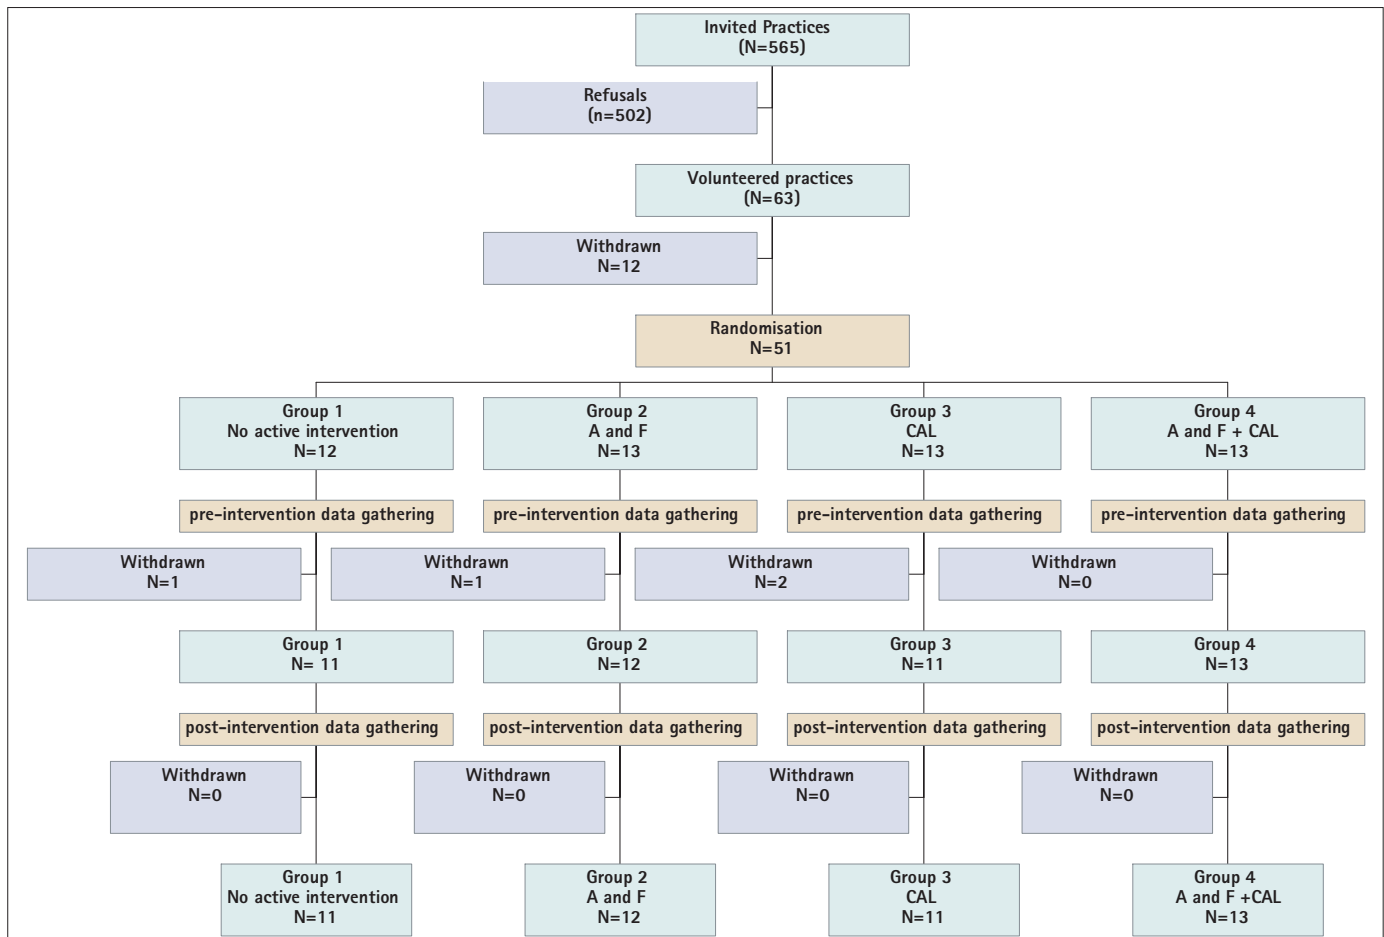 Invited Practices
(N=565)
Refusals
(n=502)
Volunteered practices
(N=63)
Withdrawn
N=12
Randomisation
N=51
Group 1
No active intervention
N=12
Group 2
A and F
N=13
Group 3
CAL
N=13
Group 4
A and F + CAL
N=13
pre-intervention data gathering
pre-intervention data gathering
pre-intervention data gathering
pre-intervention data gathering
Withdrawn
N=1
Withdrawn
N=1
Withdrawn
N=2
Withdrawn
N=0
Group 1
N= 11
Group 2
N=12
Group 3
N=11
Group 4
N=13
post-intervention data gathering
post-intervention data gathering
post-intervention data gathering
post-intervention data gathering
Withdrawn
N=0
Withdrawn
N=0
Withdrawn
N=0
Withdrawn
N=0
Group 1
No active intervention
N=11
Group 2
A and F
N=12
Group 3
CAL
N=11
Group 4
A and F +CAL
N=13